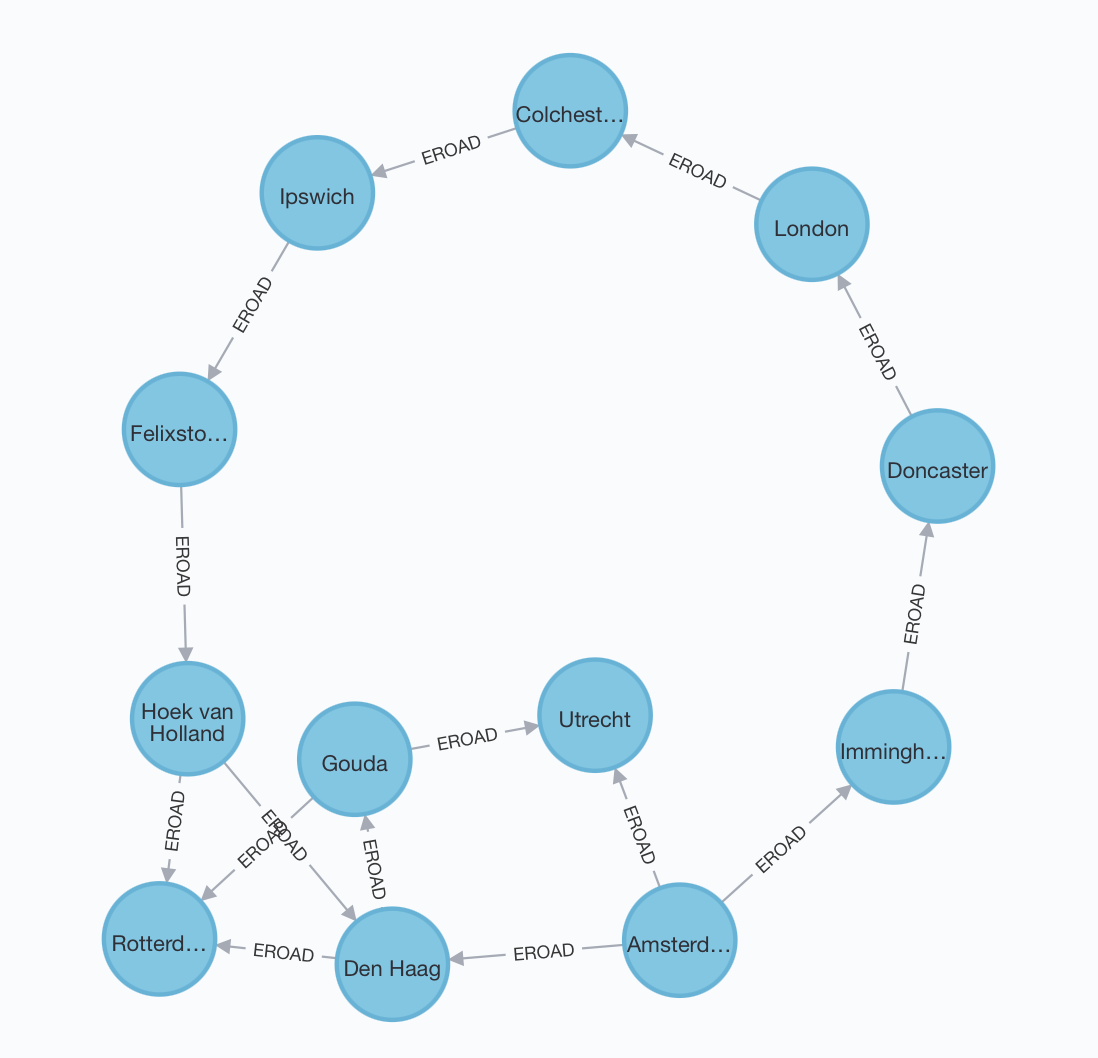 Colchest…
EROAD
EROAD
Ipswich
London
EROAD
EROAD
Felixsto…
Doncaster
EROAD
EROAD
Hoek van
Holland
Utrecht
EROAD
Gouda
Immingh…
EROAD
EROAD
EROAD
EROAD
EROAD
EROAD
Rotterd…
Amsterd…
EROAD
EROAD
Den Haag